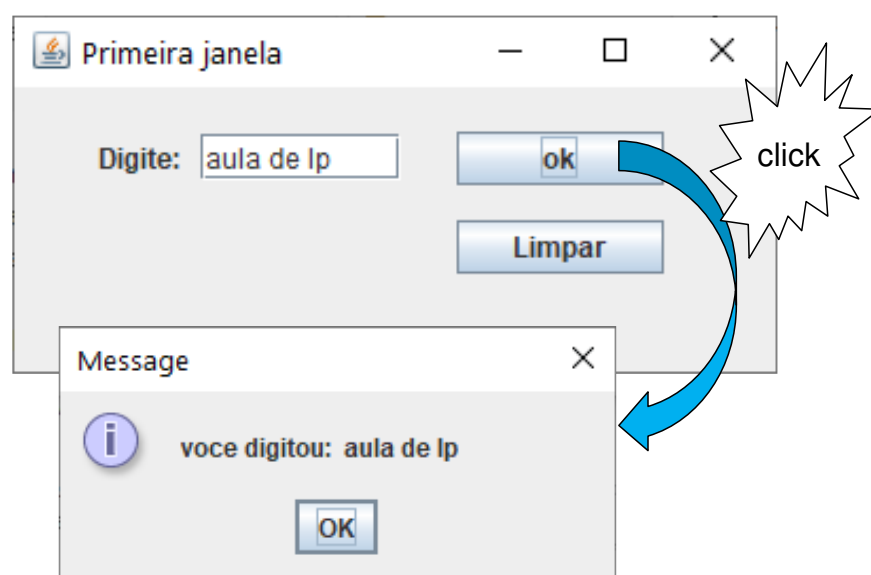 Primeira janela
Digite: aula de lp ok
click
Limpar
Message
voce digitou: aula de lp
OK